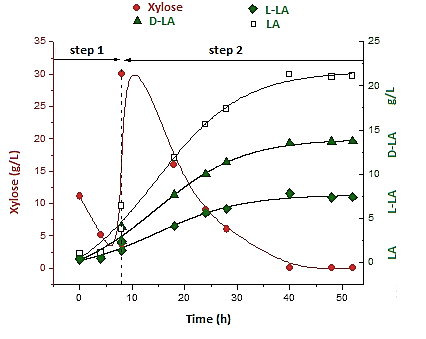 Xylose
D-LA
L-LA
LA
step 1
step 2
35
30
25
20
15
10
5
0
Xylose (g/L)
25
20
15
10
5
0
g/L
D-LA
L-LA
LA
0
10
20
30
40
50
Time (h)